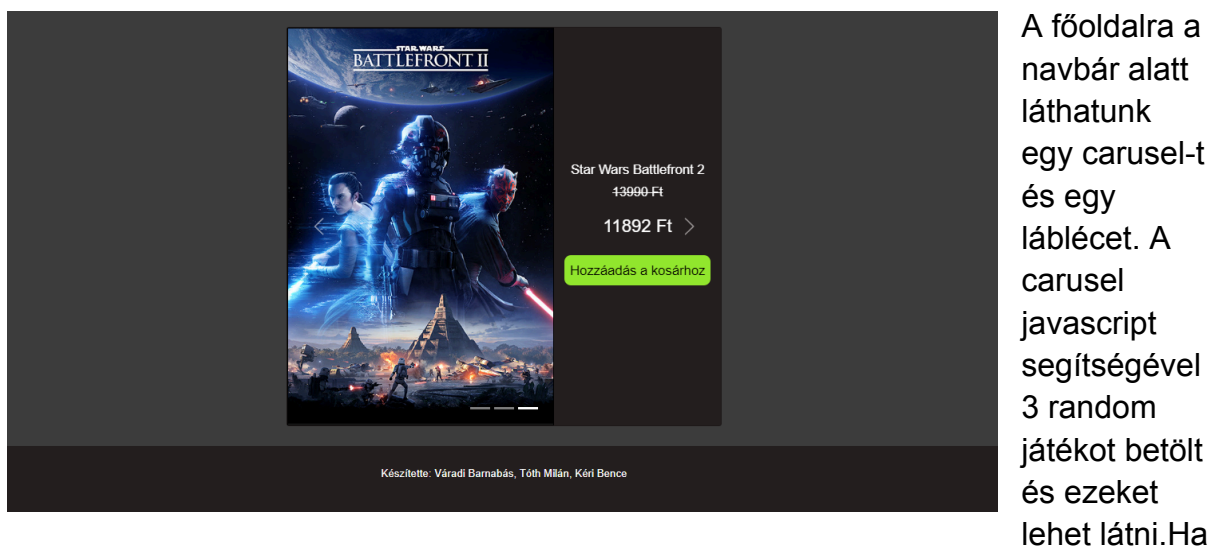 STAR WARS
BATTLEFRONT II
Star Wars Battlefront 2
13990 Ft
11892 Ft
Hozzáadás a kosárhoz
Készítette: Váradi Barnabás, Tóth Milán, Kéri Bence
A főoldalra a
navbár alatt
láthatunk
egy carusel-t
és egy
láblécet. A
carusel
javascript
segítségével
3 random
játékot betölt
és ezeket
lehet látni.Ha